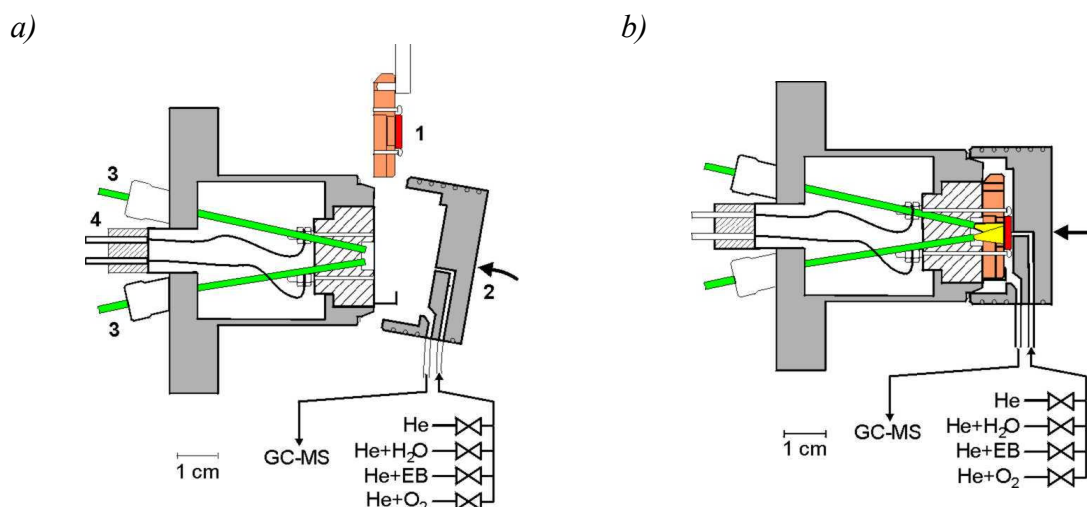 a)
1
3
4
2
3
He
He+H₂O
GC-MS
He+EB
1 cm
He+O₂
b)
He
He+H₂O
GC-MS
He+EB
1 cm
He+O₂